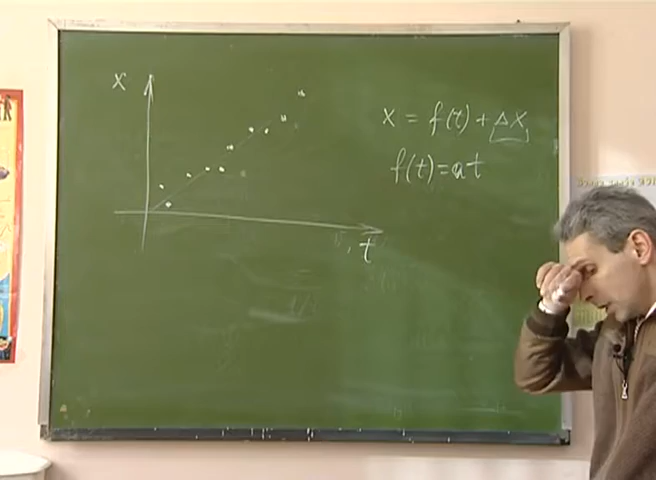 x
x = f(t) + Δx
f(t) = at
t